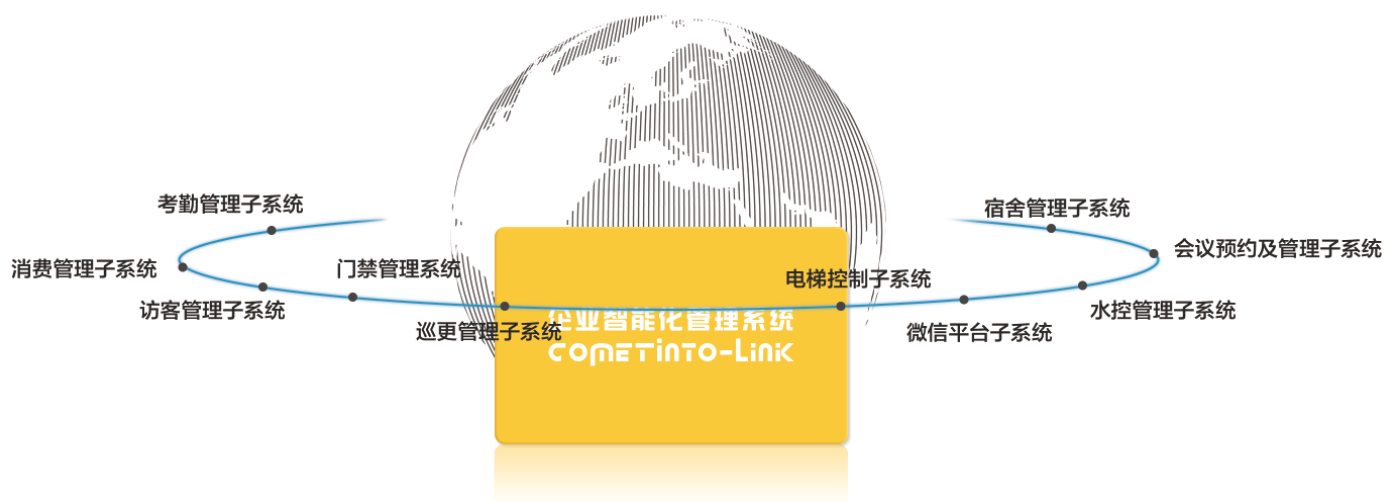 考勤管理子系统
宿舍管理子系统
会议预约及管理子系统
消费管理子系统
门禁管理系统
电梯控制子系统
访客管理子系统
水控管理子系统
巡更管理子系统
微信平台子系统
企业智能化管理系统
COMETINTO-LINK